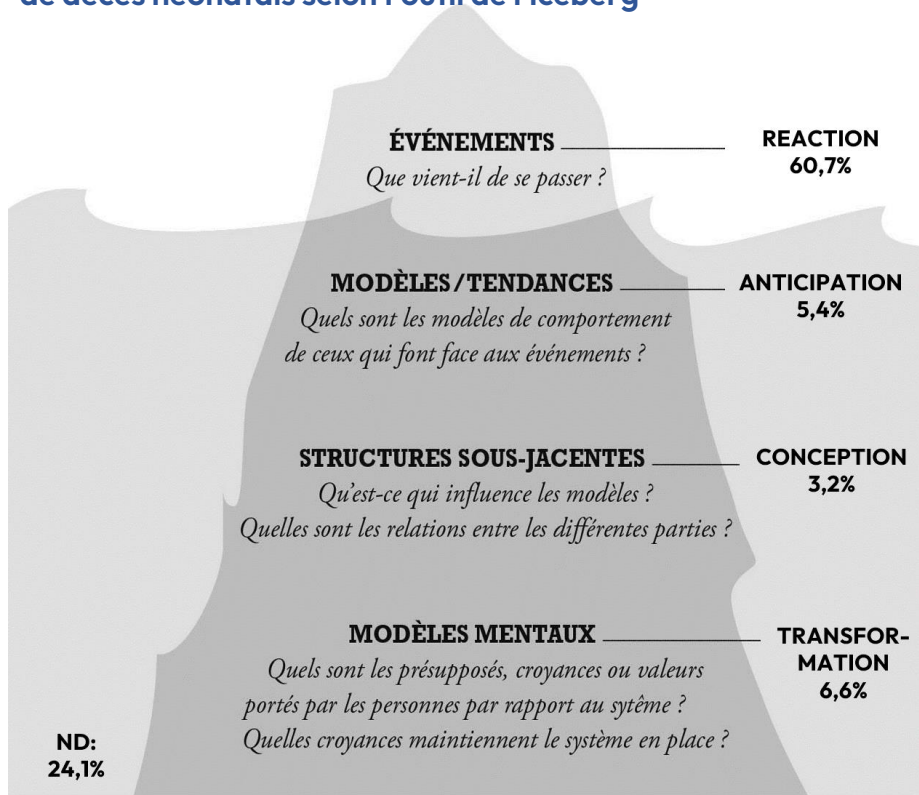 de décès néonatals selon l'outil de l'iceberg
ÉVÉNEMENTS
Que vient-il de se passer ?
REACTION
60,7%
MODÈLES/TENDANCES
Quels sont les modèles de comportement
de ceux qui font face aux événements ?
ANTICIPATION
5,4%
STRUCTURES SOUS-JACENTES
Qu'est-ce qui influence les modèles ?
Quelles sont les relations entre les différentes parties ?
CONCEPTION
3,2%
MODÈLES MENTAUX
Quels sont les présupposés, croyances ou valeurs
portés par les personnes par rapport au sytême ?
Quelles croyances maintiennent le système en place ?
TRANSFOR-
MATION
6,6%
ND:
24,1%